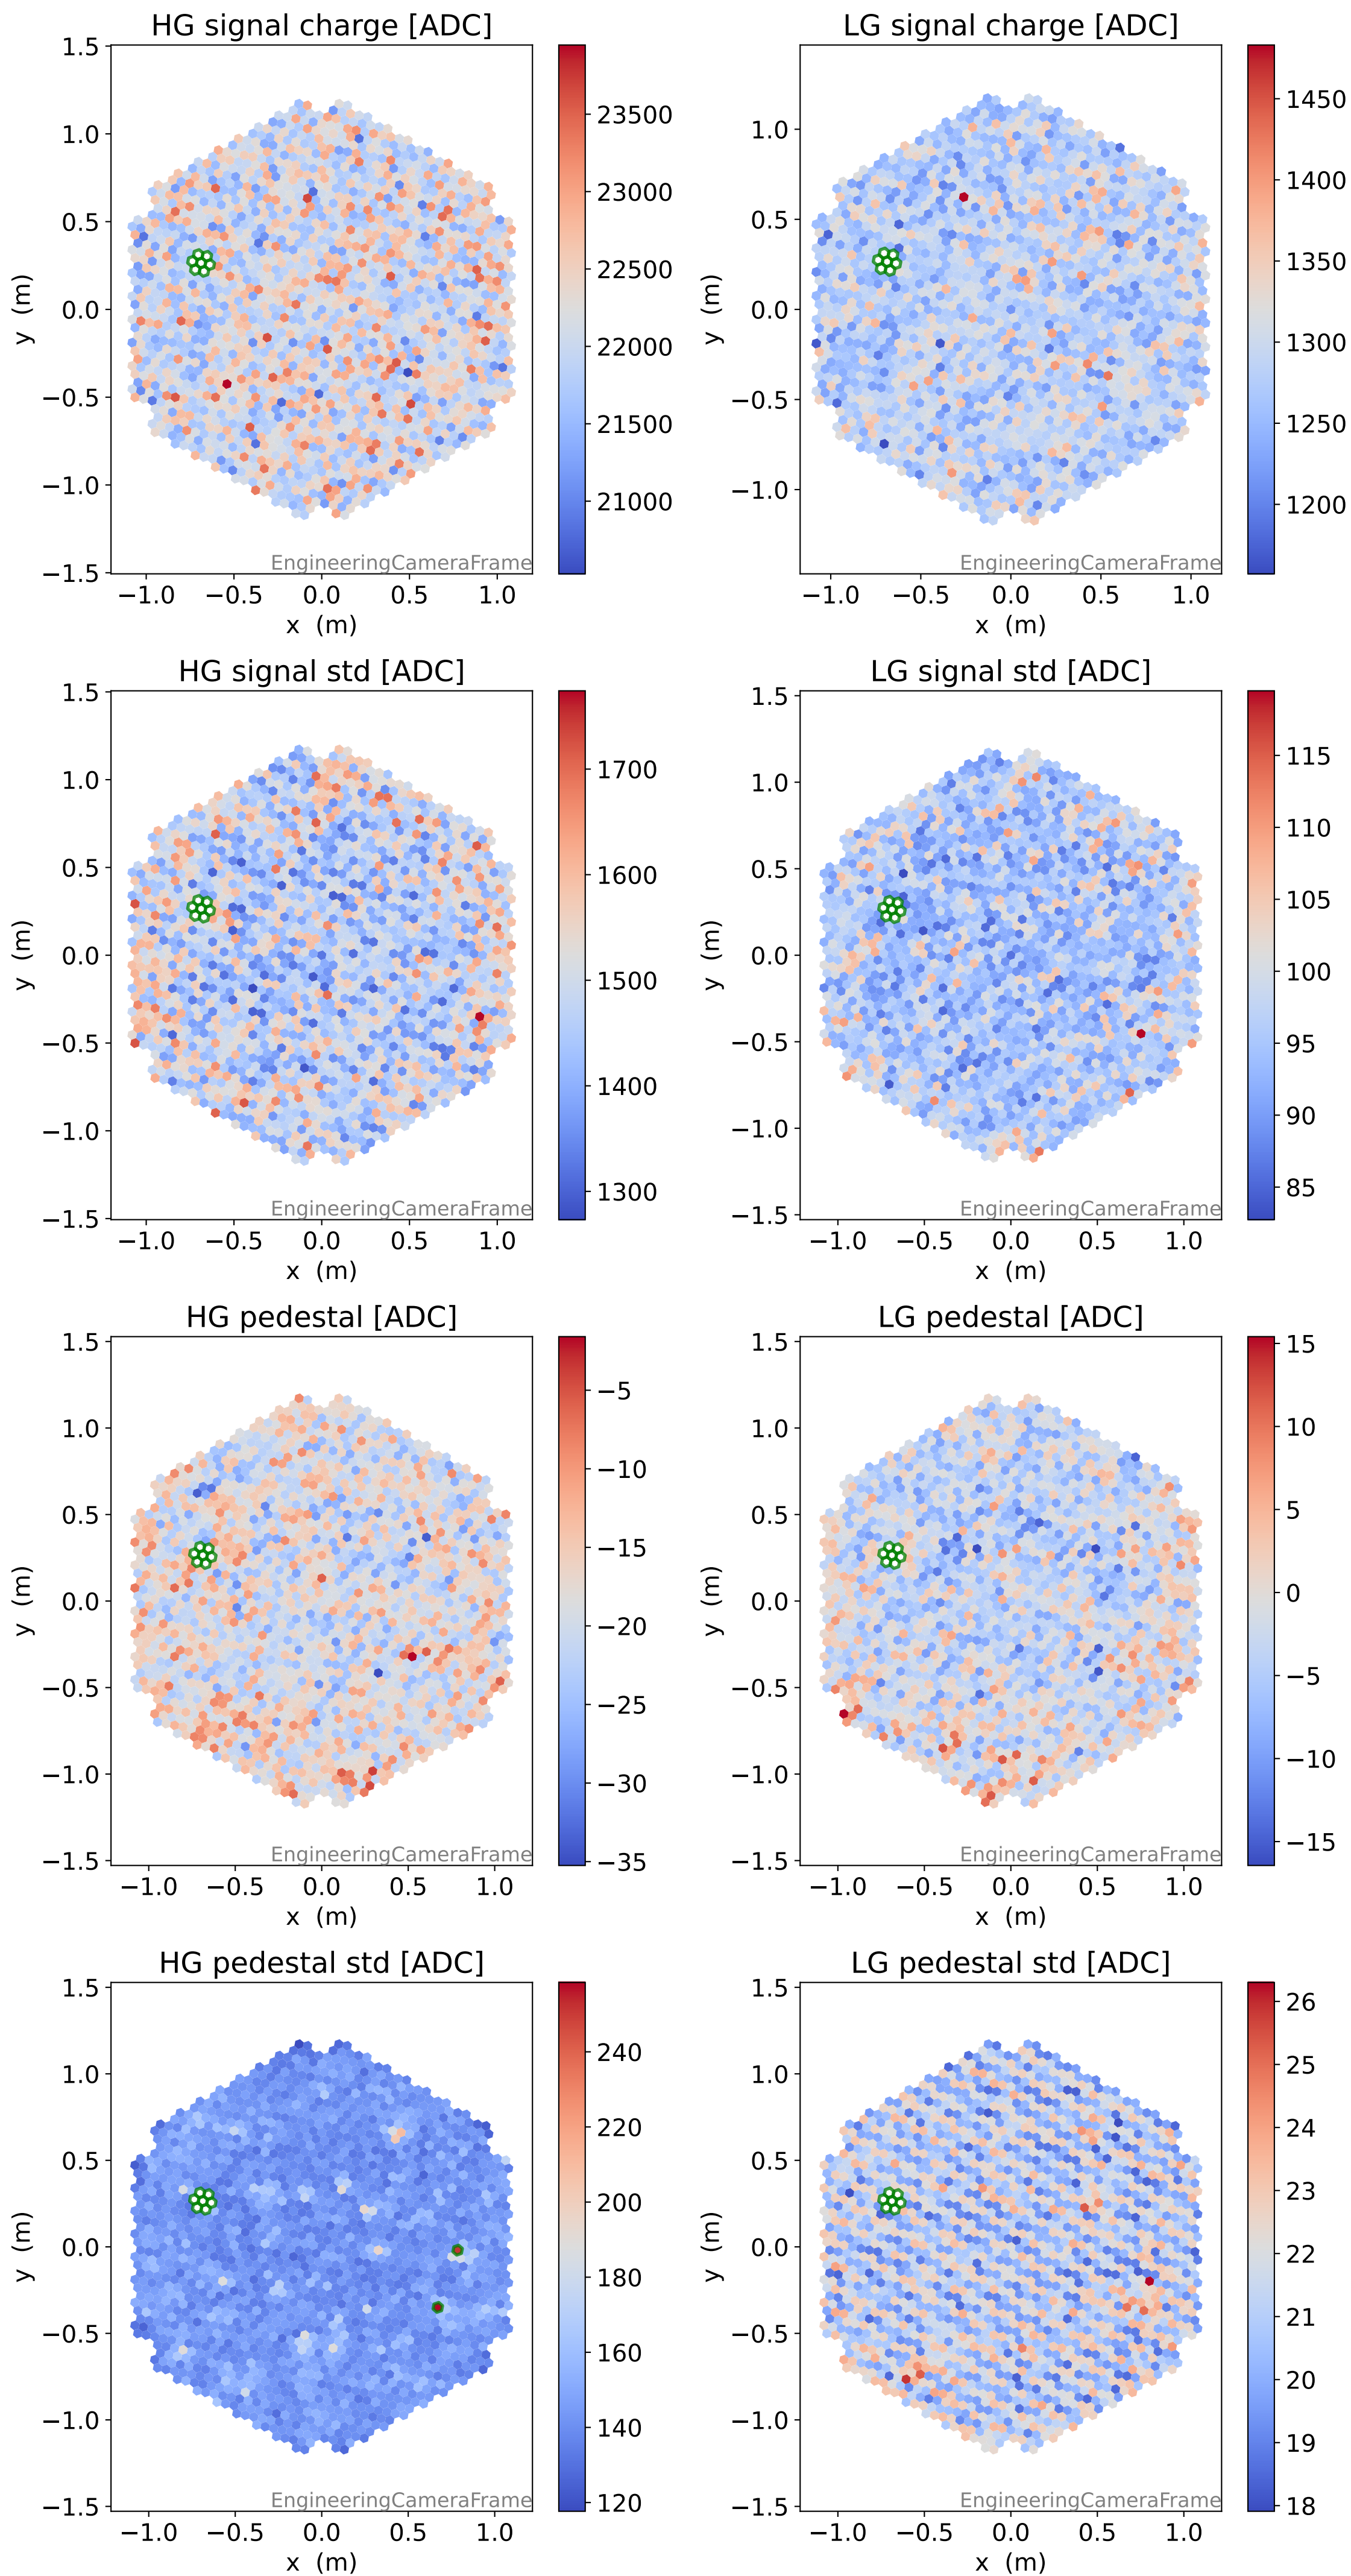 HG signal charge [ADC]
LG signal charge [ADC]
1.5
1.0
0.5
0.0
−0.5
−1.0
−1.5
y (m)
−1.0 −0.5 0.0 0.5 1.0
x (m)
EngineeringCameraFrame
23500
23000
22500
22000
21500
21000
1.5
1.0
0.5
0.0
−0.5
−1.0
y (m)
−1.0 −0.5 0.0 0.5 1.0
x (m)
EngineeringCameraFrame
1450
1400
1350
1300
1250
1200
HG signal std [ADC]
LG signal std [ADC]
1.5
1.0
0.5
0.0
−0.5
−1.0
−1.5
y (m)
−1.0 −0.5 0.0 0.5 1.0
x (m)
EngineeringCameraFrame
1700
1600
1500
1400
1300
1.5
1.0
0.5
0.0
−0.5
−1.0
−1.5
y (m)
−1.0 −0.5 0.0 0.5 1.0
x (m)
EngineeringCameraFrame
115
110
105
100
95
90
85
HG pedestal [ADC]
LG pedestal [ADC]
1.5
1.0
0.5
0.0
−0.5
−1.0
−1.5
y (m)
−1.0 −0.5 0.0 0.5 1.0
x (m)
EngineeringCameraFrame
−5
−10
−15
−20
−25
−30
−35
1.5
1.0
0.5
0.0
−0.5
−1.0
−1.5
y (m)
−1.0 −0.5 0.0 0.5 1.0
x (m)
EngineeringCameraFrame
15
10
5
0
−5
−10
−15
HG pedestal std [ADC]
LG pedestal std [ADC]
1.5
1.0
0.5
0.0
−0.5
−1.0
−1.5
y (m)
−1.0 −0.5 0.0 0.5 1.0
x (m)
EngineeringCameraFrame
240
220
200
180
160
140
120
1.5
1.0
0.5
0.0
−0.5
−1.0
−1.5
y (m)
−1.0 −0.5 0.0 0.5 1.0
x (m)
EngineeringCameraFrame
26
25
24
23
22
21
20
19
18